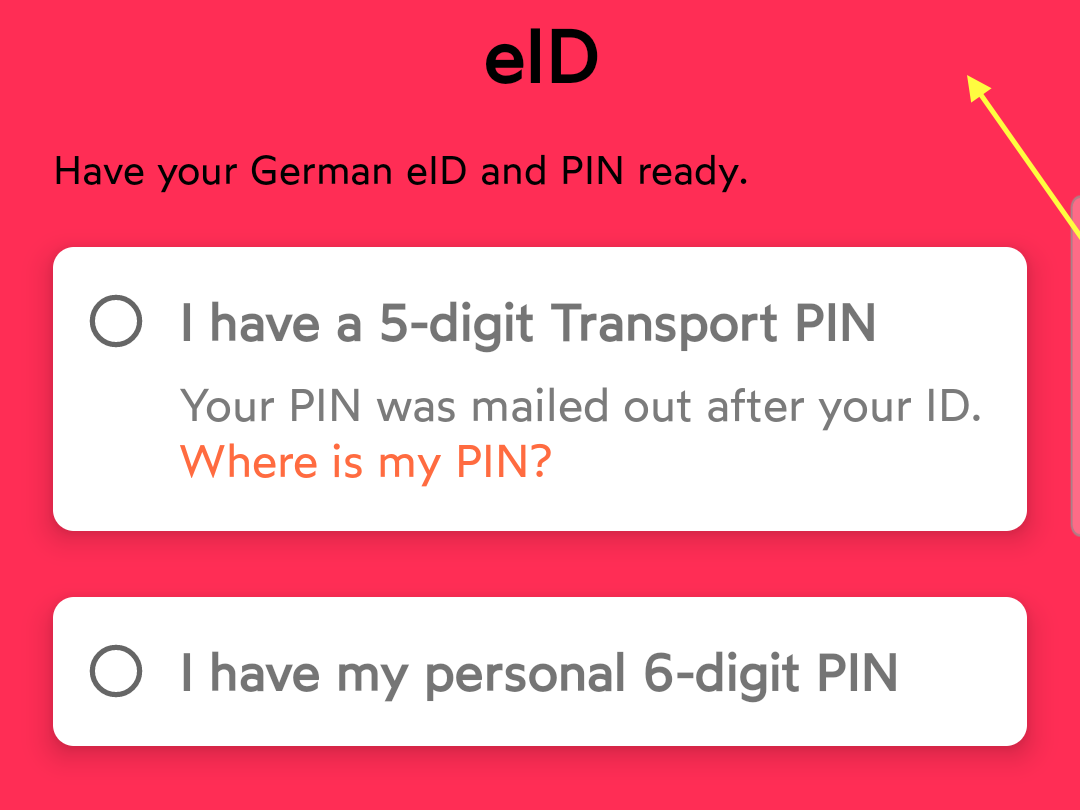 eID
Have your German eID and PIN ready.
I have a 5-digit Transport PIN
Your PIN was mailed out after your ID.
Where is my PIN?
I have my personal 6-digit PIN